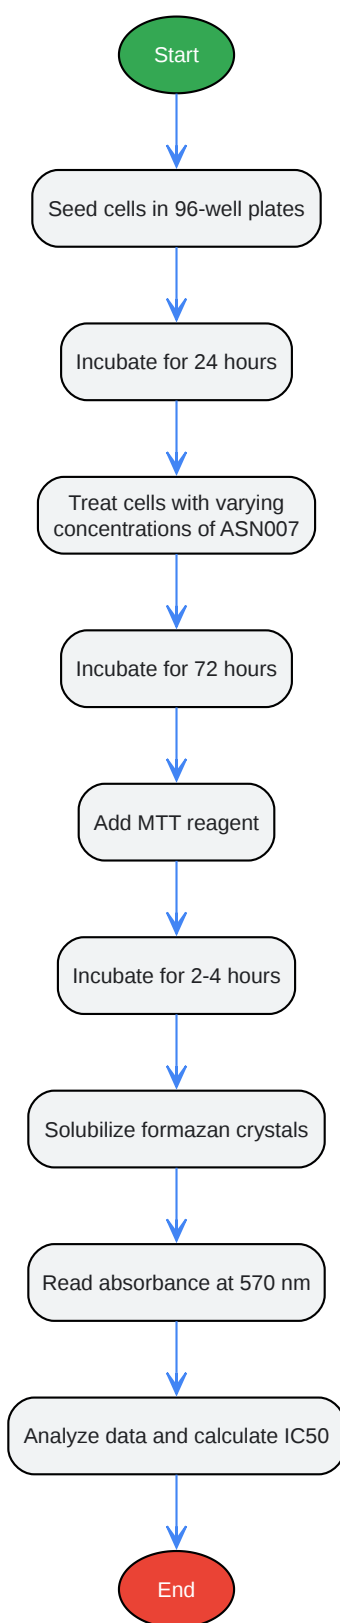 Start
Seed cells in 96-well plates
Incubate for 24 hours
Treat cells with varying
concentrations of ASN007
Incubate for 72 hours
Add MTT reagent
Incubate for 2-4 hours
Solubilize formazan crystals
Read absorbance at 570 nm
Analyze data and calculate IC50
End